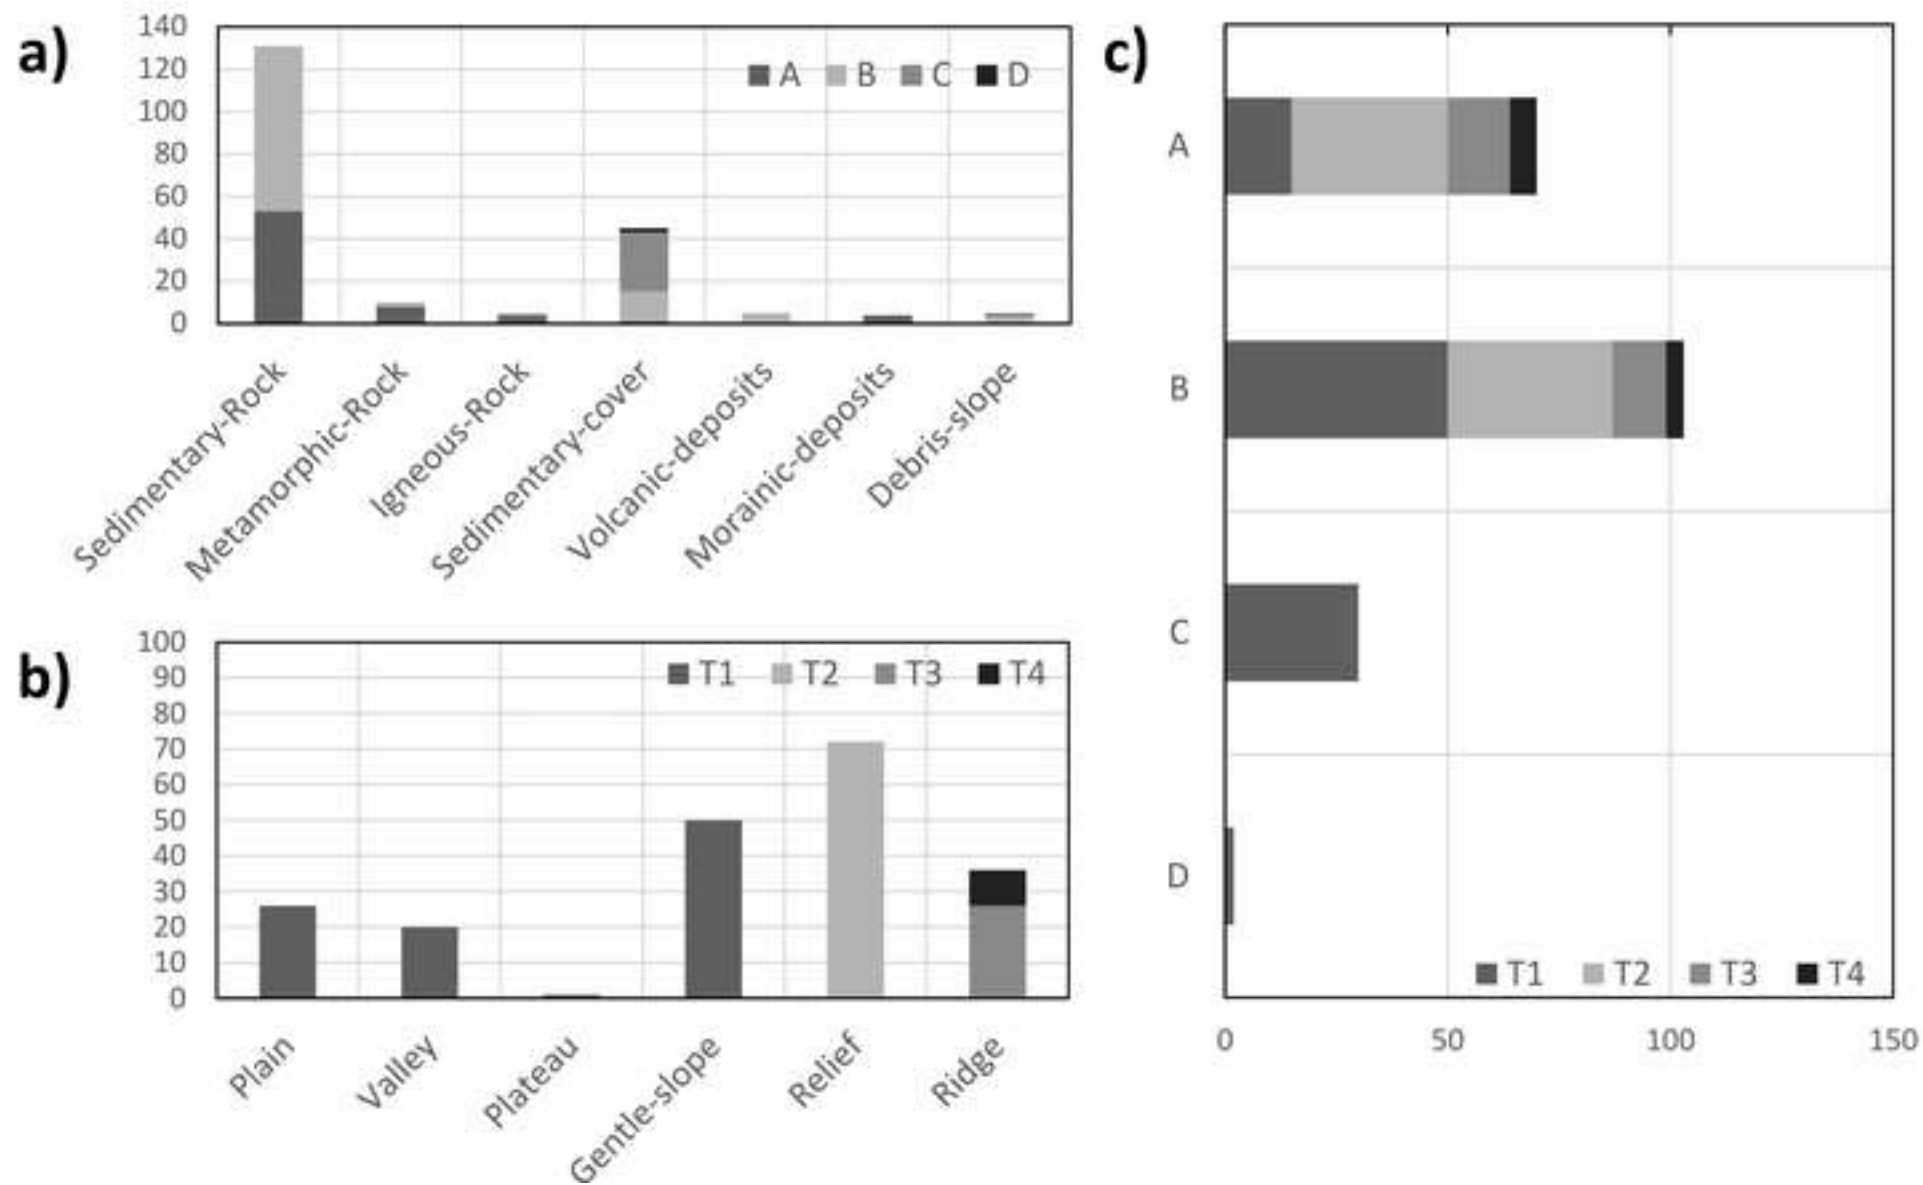 a)
140
120
100
80
60
40
20
0
A B C D
Sedimentary-Rock
Metamorphic-Rock
Igneous-Rock
Sedimentary-cover
Volcanic-deposits
Morainic-deposits
Debris-slope
b)
100
90
80
70
60
50
40
30
20
10
0
T1 T2 T3 T4
Plain
Valley
Plateau
Gentle-slope
Relief
Ridge
c)
A
B
C
D
T1 T2 T3 T4
0 50 100 150